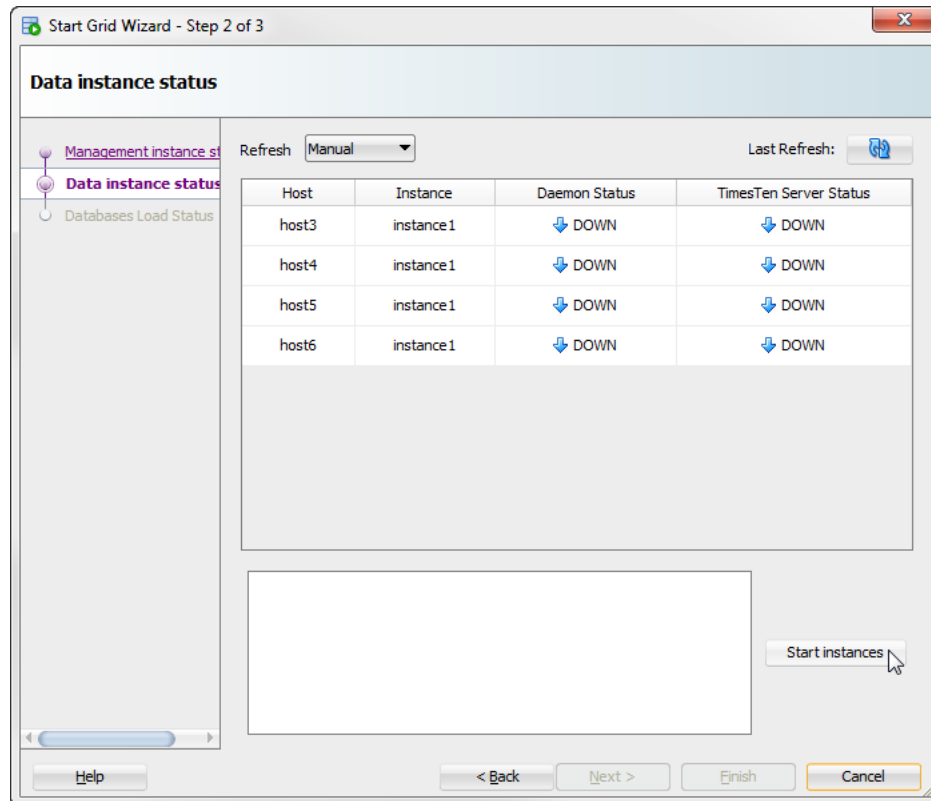 Start Grid Wizard - Step 2 of 3
Data instance status
Management instance st
Data instance status
Databases Load Status
Refresh Manual Last Refresh:
Host Instance Daemon Status TimesTen Server Status
host3 instance1 DOWN DOWN
host4 instance1 DOWN DOWN
host5 instance1 DOWN DOWN
host6 instance1 DOWN DOWN
Start instances
Help < Back Next > Finish Cancel